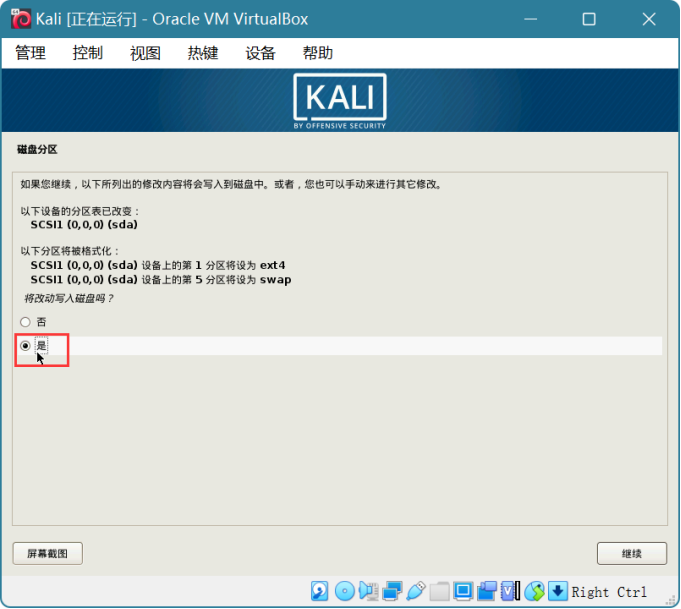 Kali [正在运行] - Oracle VM VirtualBox
管理 控制 视图 热键 设备 帮助
KALI
BY OFFENSIVE SECURITY
磁盘分区
如果您继续，以下所列出的修改内容将会写入到磁盘中。或者，您也可以手动来进行其它修改。
以下设备的分区表已改变：
SCSI1 (0,0,0) (sda)
以下分区将被格式化：
SCSI1 (0,0,0) (sda) 设备上的第 1 分区将设为 ext4
SCSI1 (0,0,0) (sda) 设备上的第 5 分区将设为 swap
将改动写入磁盘吗？
否
是
屏幕截图 继续
Right Ctrl